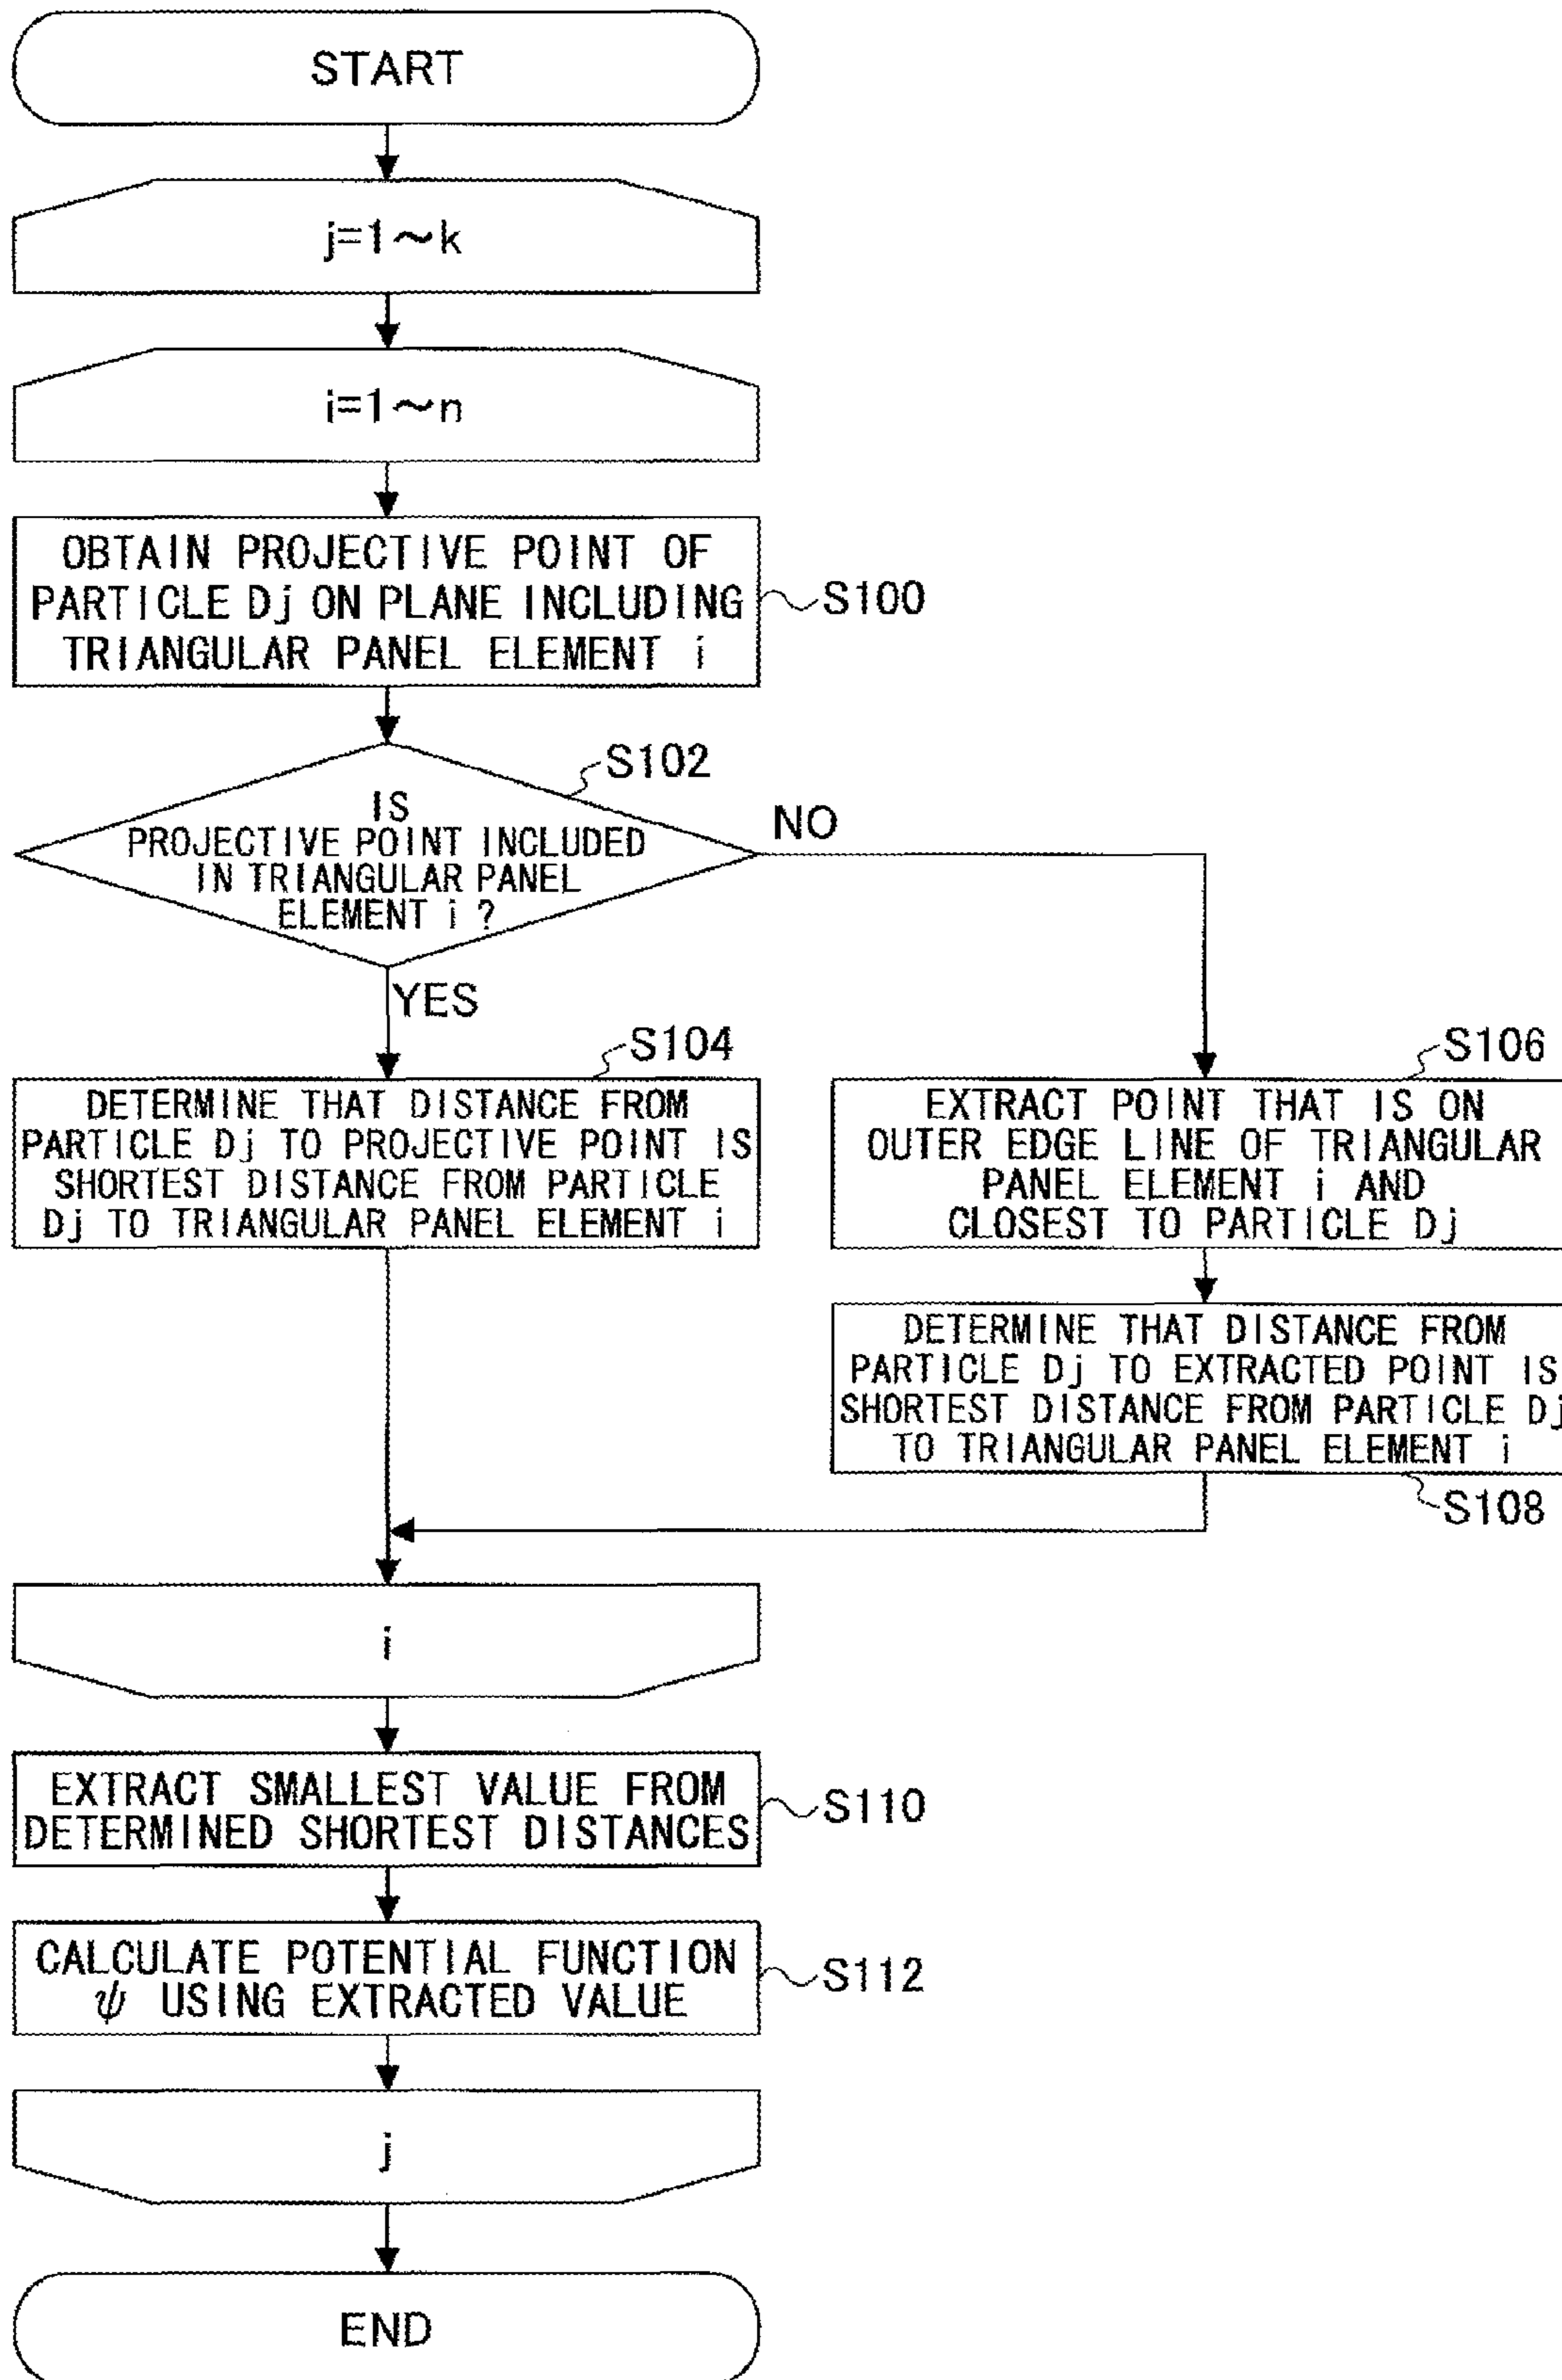 START
j=1～k
i=1～n
OBTAIN PROJECTIVE POINT OF
PARTICLE Dj ON PLANE INCLUDING
TRIANGULAR PANEL ELEMENT i
S100
S102
IS
PROJECTIVE POINT INCLUDED
IN TRIANGULAR PANEL
ELEMENT i ?
NO
YES
S104
DETERMINE THAT DISTANCE FROM
PARTICLE Dj TO PROJECTIVE POINT IS
SHORTEST DISTANCE FROM PARTICLE
Dj TO TRIANGULAR PANEL ELEMENT i
S106
EXTRACT POINT THAT IS ON
OUTER EDGE LINE OF TRIANGULAR
PANEL ELEMENT i AND
CLOSEST TO PARTICLE Dj
DETERMINE THAT DISTANCE FROM
PARTICLE Dj TO EXTRACTED POINT IS
SHORTEST DISTANCE FROM PARTICLE Dj
TO TRIANGULAR PANEL ELEMENT i
S108
i
EXTRACT SMALLEST VALUE FROM
DETERMINED SHORTEST DISTANCES
S110
CALCULATE POTENTIAL FUNCTION
ψ USING EXTRACTED VALUE
S112
j
END